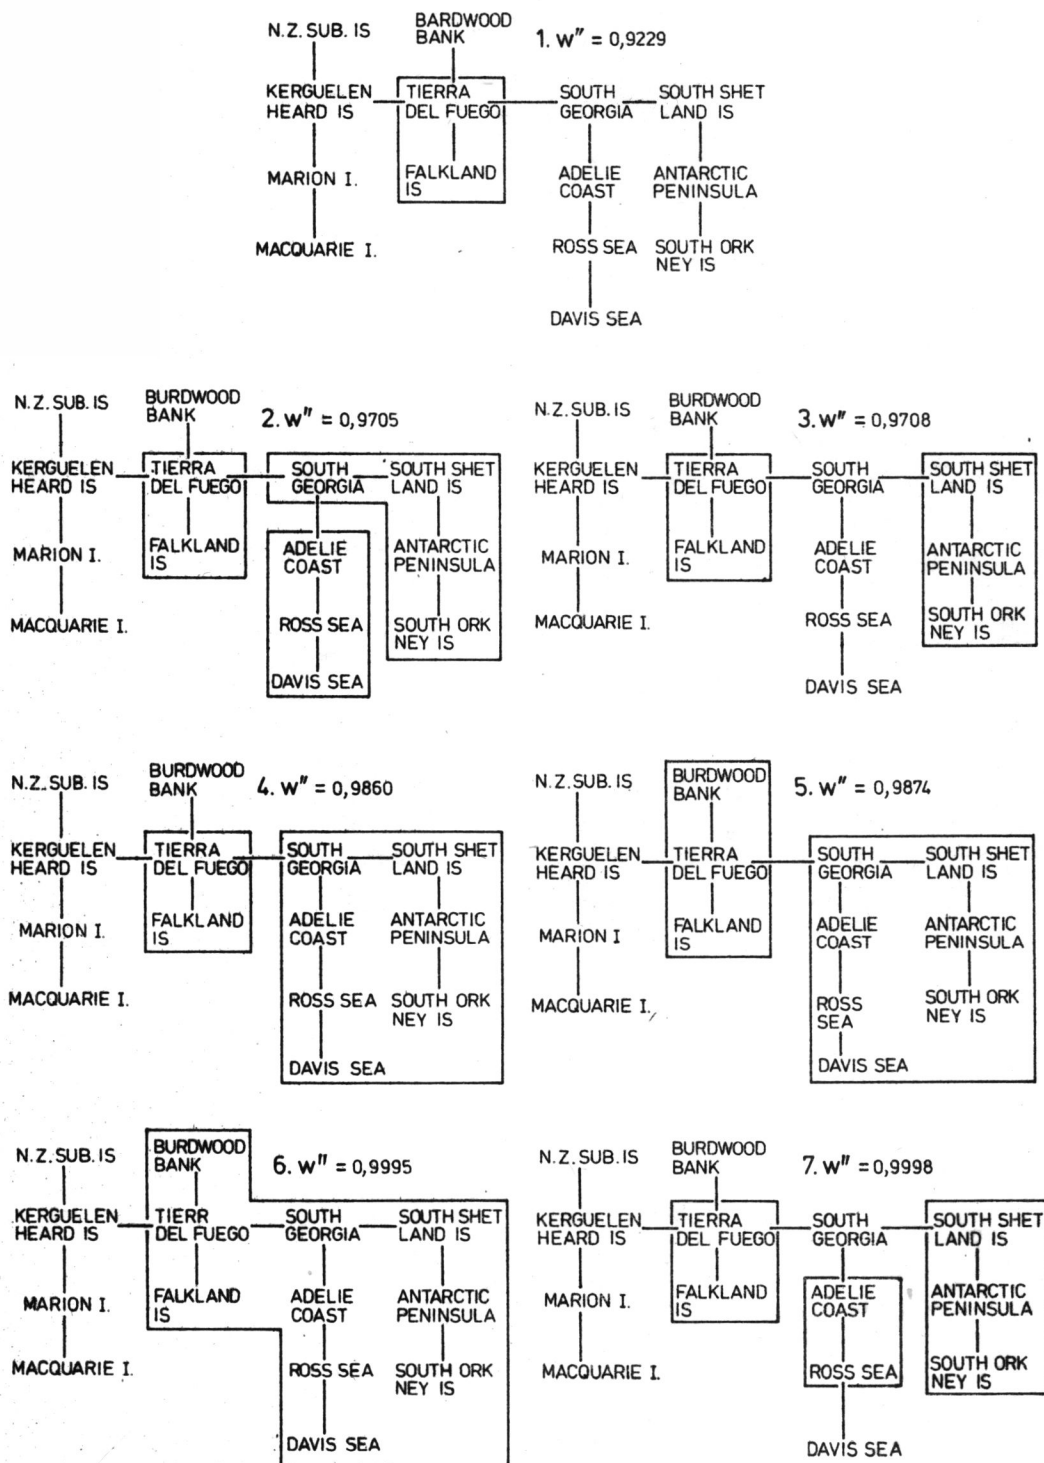 BARDWOOD
BANK
N.Z. SUB. IS
1. w″ = 0,9229
KERGUELEN
HEARD IS
TIERRA
DEL FUEGO
SOUTH
GEORGIA
SOUTH SHET
LAND IS
MARION I.
FALKLAND
IS
ADELIE
COAST
ANTARCTIC
PENINSULA
MACQUARIE I.
ROSS SEA
SOUTH ORK
NEY IS
DAVIS SEA
N.Z. SUB. IS
BURDWOOD
BANK
2. w″ = 0,9705
KERGUELEN
HEARD IS
TIERRA
DEL FUEGO
SOUTH
GEORGIA
SOUTH SHET
LAND IS
MARION I.
FALKLAND
IS
ADELIE
COAST
ANTARCTIC
PENINSULA
MACQUARIE I.
ROSS SEA
SOUTH ORK
NEY IS
DAVIS SEA
N.Z. SUB. IS
BURDWOOD
BANK
3. w″ = 0,9708
KERGUELEN
HEARD IS
TIERRA
DEL FUEGO
SOUTH
GEORGIA
SOUTH SHET
LAND IS
MARION I.
FALKLAND
IS
ADELIE
COAST
ANTARCTIC
PENINSULA
MACQUARIE I.
ROSS SEA
SOUTH ORK
NEY IS
DAVIS SEA
N.Z. SUB. IS
BURDWOOD
BANK
4. w″ = 0,9860
KERGUELEN
HEARD IS
TIERRA
DEL FUEGO
SOUTH
GEORGIA
SOUTH SHET
LAND IS
MARION I.
FALKLAND
IS
ADELIE
COAST
ANTARCTIC
PENINSULA
MACQUARIE I.
ROSS SEA
SOUTH ORK
NEY IS
DAVIS SEA
N.Z. SUB. IS
BURDWOOD
BANK
5. w″ = 0,9874
KERGUELEN
HEARD IS
TIERRA
DEL FUEGO
SOUTH
GEORGIA
SOUTH SHET
LAND IS
MARION I
FALKLAND
IS
ADELIE
COAST
ANTARCTIC
PENINSULA
MACQUARIE I.
ROSS
SEA
SOUTH ORK
NEY IS
DAVIS SEA
N.Z. SUB. IS
BURDWOOD
BANK
6. w″ = 0,9995
KERGUELEN
HEARD IS
TIERR
DEL FUEGO
SOUTH
GEORGIA
SOUTH SHET
LAND IS
MARION I.
FALKLAND
IS
ADELIE
COAST
ANTARCTIC
PENINSULA
MACQUARIE I.
ROSS SEA
SOUTH ORK
NEY IS
DAVIS SEA
N.Z. SUB. IS
BURDWOOD
BANK
7. w″ = 0,9998
KERGUELEN
HEARD IS
TIERRA
DEL FUEGO
SOUTH
GEORGIA
SOUTH SHET
LAND IS
MARION I.
FALKLAND
IS
ADELIE
COAST
ANTARCTIC
PENINSULA
MACQUARIE I.
ROSS SEA
SOUTH ORK
NEY IS
DAVIS SEA